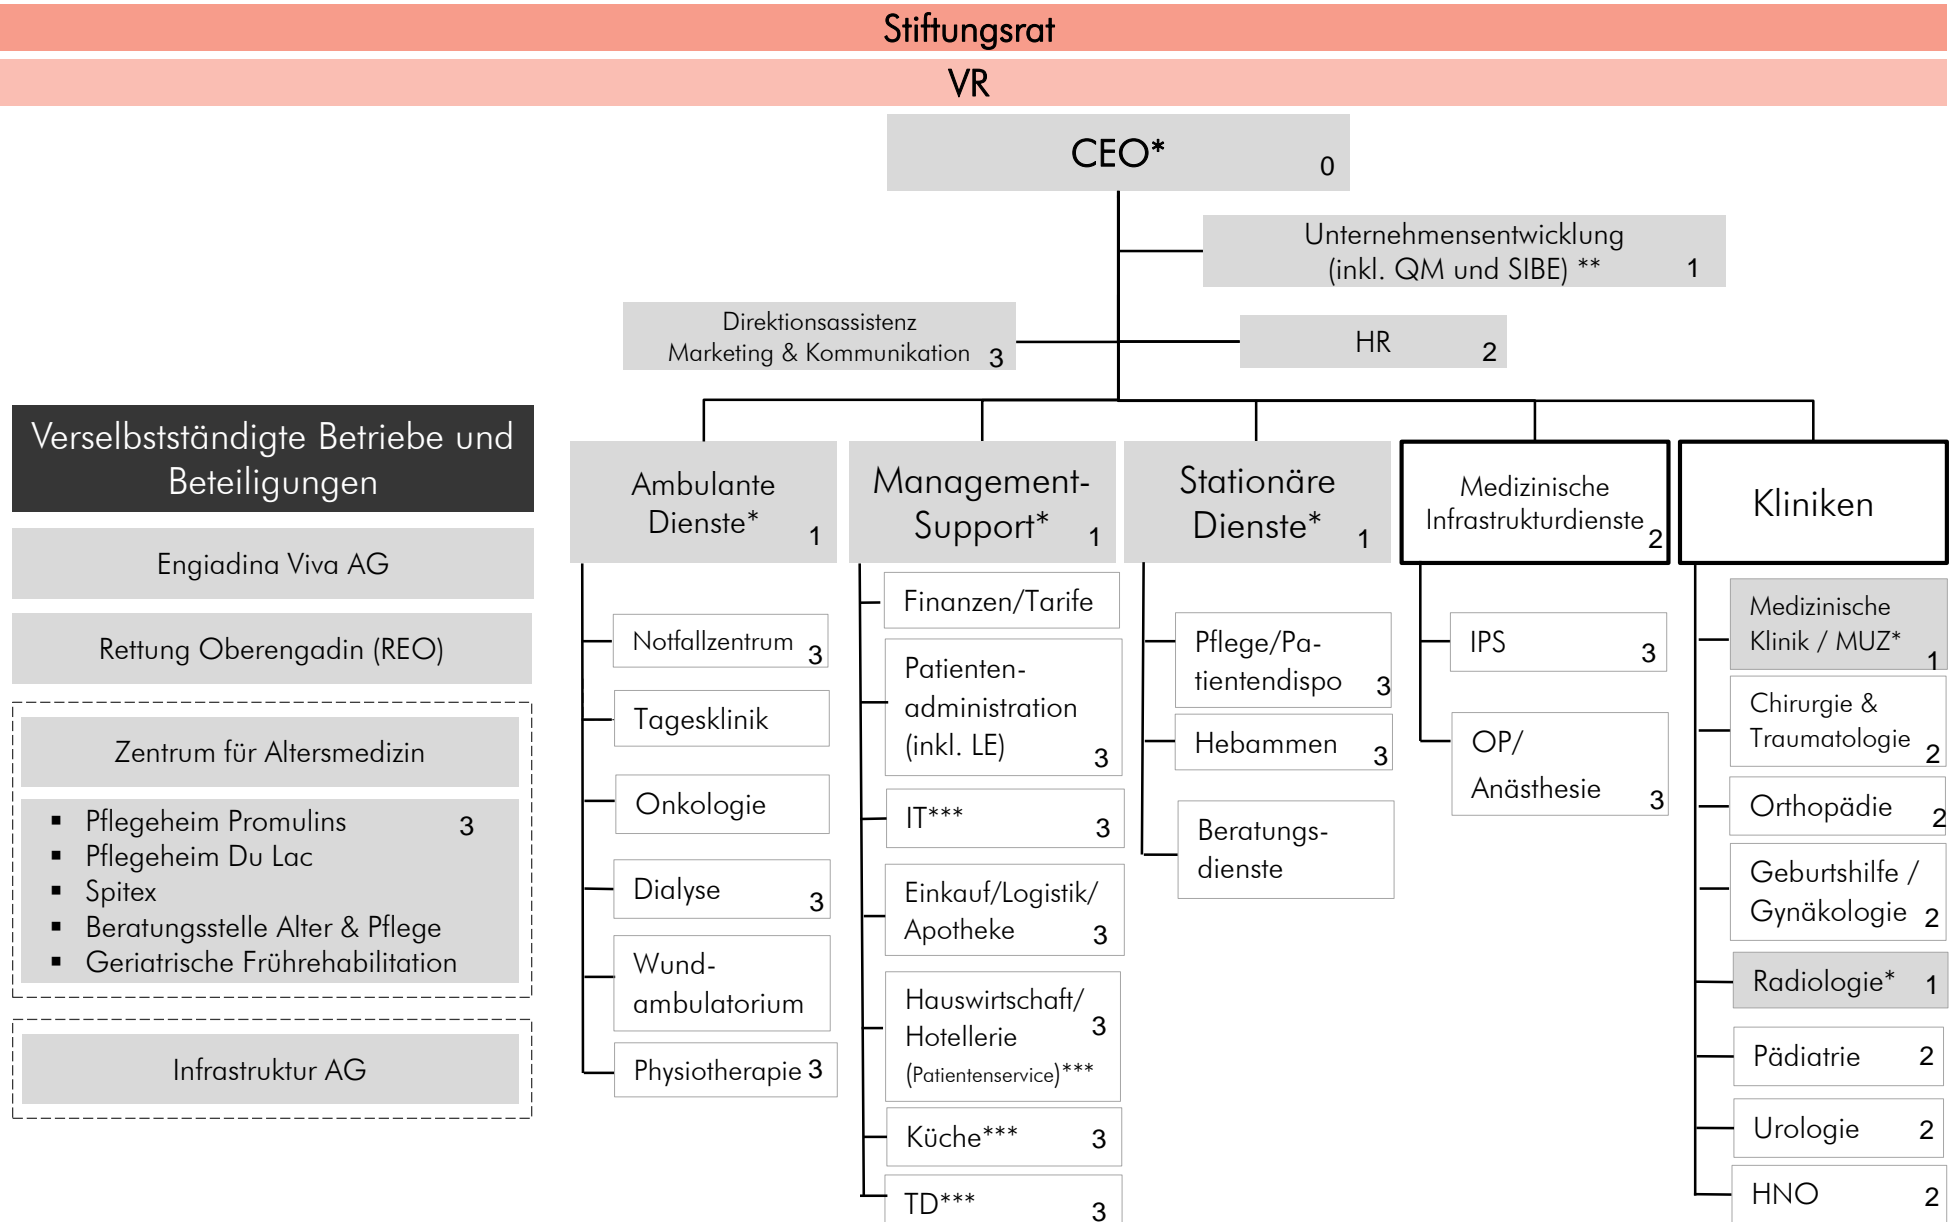 Stiftungsrat
VR
CEO*
0
Unternehmensentwicklung
(inkl. QM und SIBE) **
1
Direktionsassistenz
Marketing & Kommunikation
3
HR
2
Verselbstständigte Betriebe und
Beteiligungen
Engiadina Viva AG
Rettung Oberengadin (REO)
Zentrum für Altersmedizin
▪ Pflegeheim Promulins
3
▪ Pflegeheim Du Lac
▪ Spitex
▪ Beratungsstelle Alter & Pflege
▪ Geriatrische Frührehabilitation
Infrastruktur AG
Ambulante
Dienste*
1
Notfallzentrum
3
Tagesklinik
Onkologie
Dialyse
3
Wund-
ambulatorium
Physiotherapie
3
Management-
Support*
1
Finanzen/Tarife
Patienten-
administration
(inkl. LE)
3
IT***
3
Einkauf/Logistik/
Apotheke
3
Hauswirtschaft/
Hotellerie
3
(Patientenservice)***
Küche***
3
TD***
3
Stationäre
Dienste*
1
Pflege/Pa-
tientendispo
3
Hebammen
3
Beratungs-
dienste
Medizinische
Infrastrukturdienste
2
IPS
3
OP/
Anästhesie
3
Kliniken
Medizinische
Klinik / MUZ*
1
Chirurgie &
Traumatologie
2
Orthopädie
2
Geburtshilfe /
Gynäkologie
2
Radiologie*
1
Pädiatrie
2
Urologie
2
HNO
2